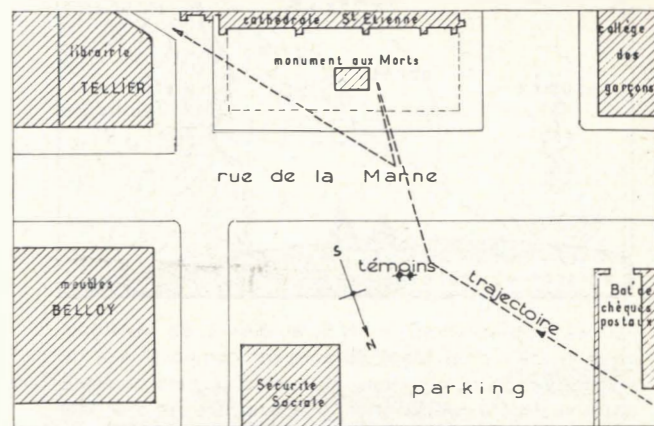 cathédrale St Etienne
librairie
TELLIER
monument aux Morts
collège
des
garçons
rue de la Marne
S
N
témoins
trajectoire
meubles
BELLOY
Bat' de
chèques
postaux
Sécurite
Sociale
parking